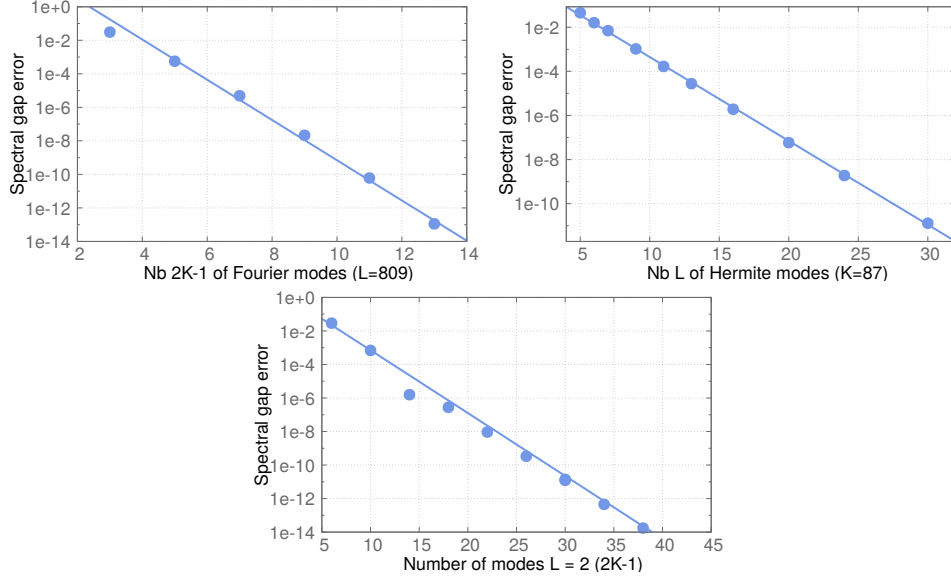 1e+0
1e-2
1e-4
1e-6
1e-8
1e-10
1e-12
1e-14
Spectral gap error
2 4 6 8 10 12 14
Nb 2K-1 of Fourier modes (L=809)
1e-2
1e-4
1e-6
1e-8
1e-10
Spectral gap error
5 10 15 20 25 30
Nb L of Hermite modes (K=87)
1e+0
1e-2
1e-4
1e-6
1e-8
1e-10
1e-12
1e-14
Spectral gap error
5 10 15 20 25 30 35 40 45
Number of modes L = 2 (2K-1)